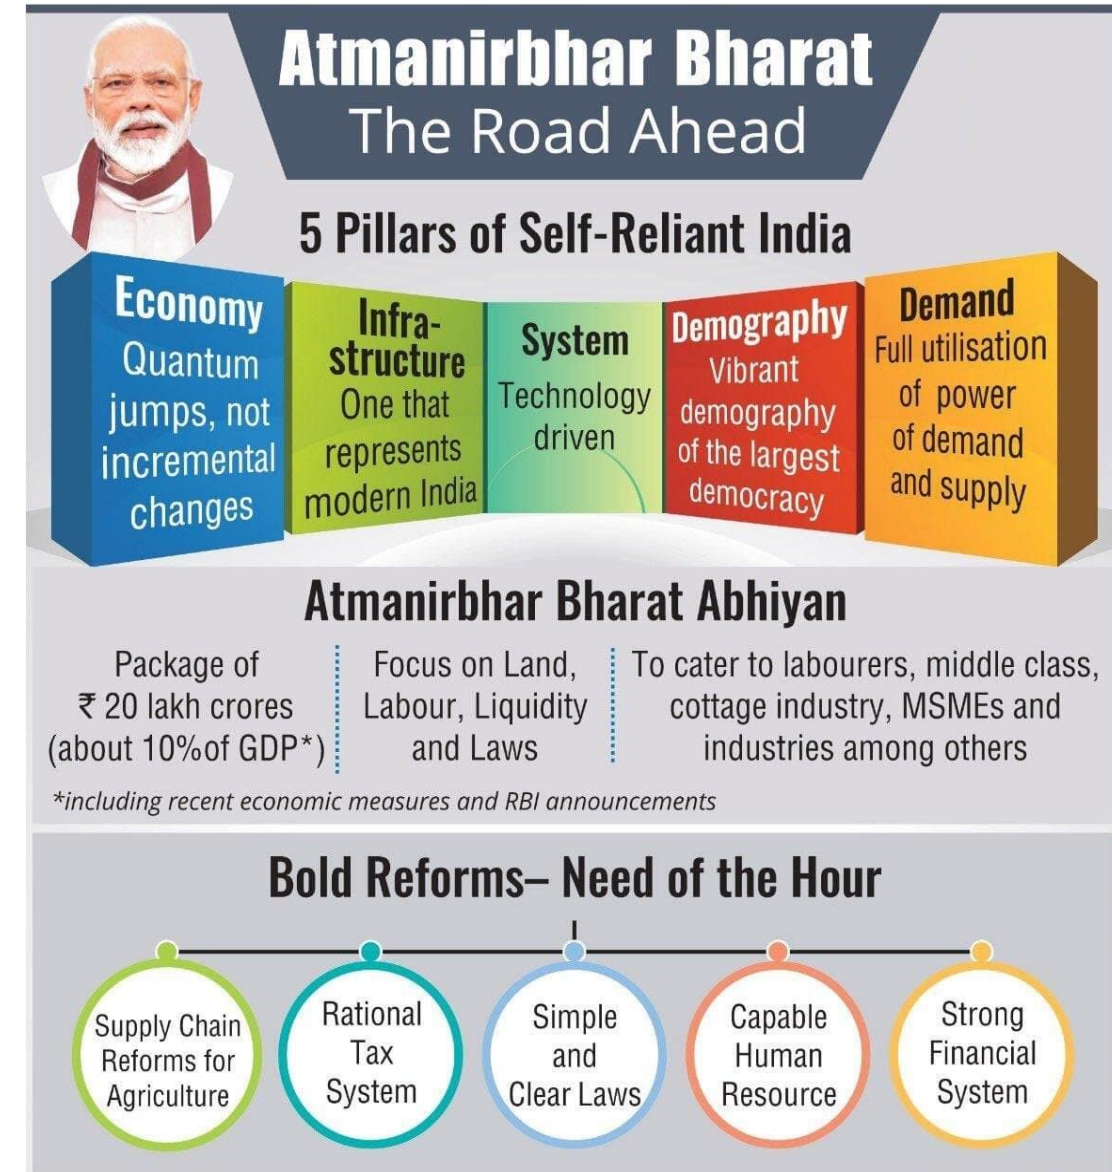 Atmanirbhar Bharat
The Road Ahead
5 Pillars of Self-Reliant India
Economy
Quantum
jumps, not
incremental
changes
Infra-
structure
One that
represents
modern India
System
Technology
driven
Demography
Vibrant
demography
of the largest
democracy
Demand
Full utilisation
of power
of demand
and supply
Atmanirbhar Bharat Abhiyan
Package of
₹ 20 lakh crores
(about 10%of GDP*)
Focus on Land,
Labour, Liquidity
and Laws
To cater to labourers, middle class,
cottage industry, MSMEs and
industries among others
*including recent economic measures and RBI announcements
Bold Reforms– Need of the Hour
Supply Chain
Reforms for
Agriculture
Rational
Tax
System
Simple
and
Clear Laws
Capable
Human
Resource
Strong
Financial
System